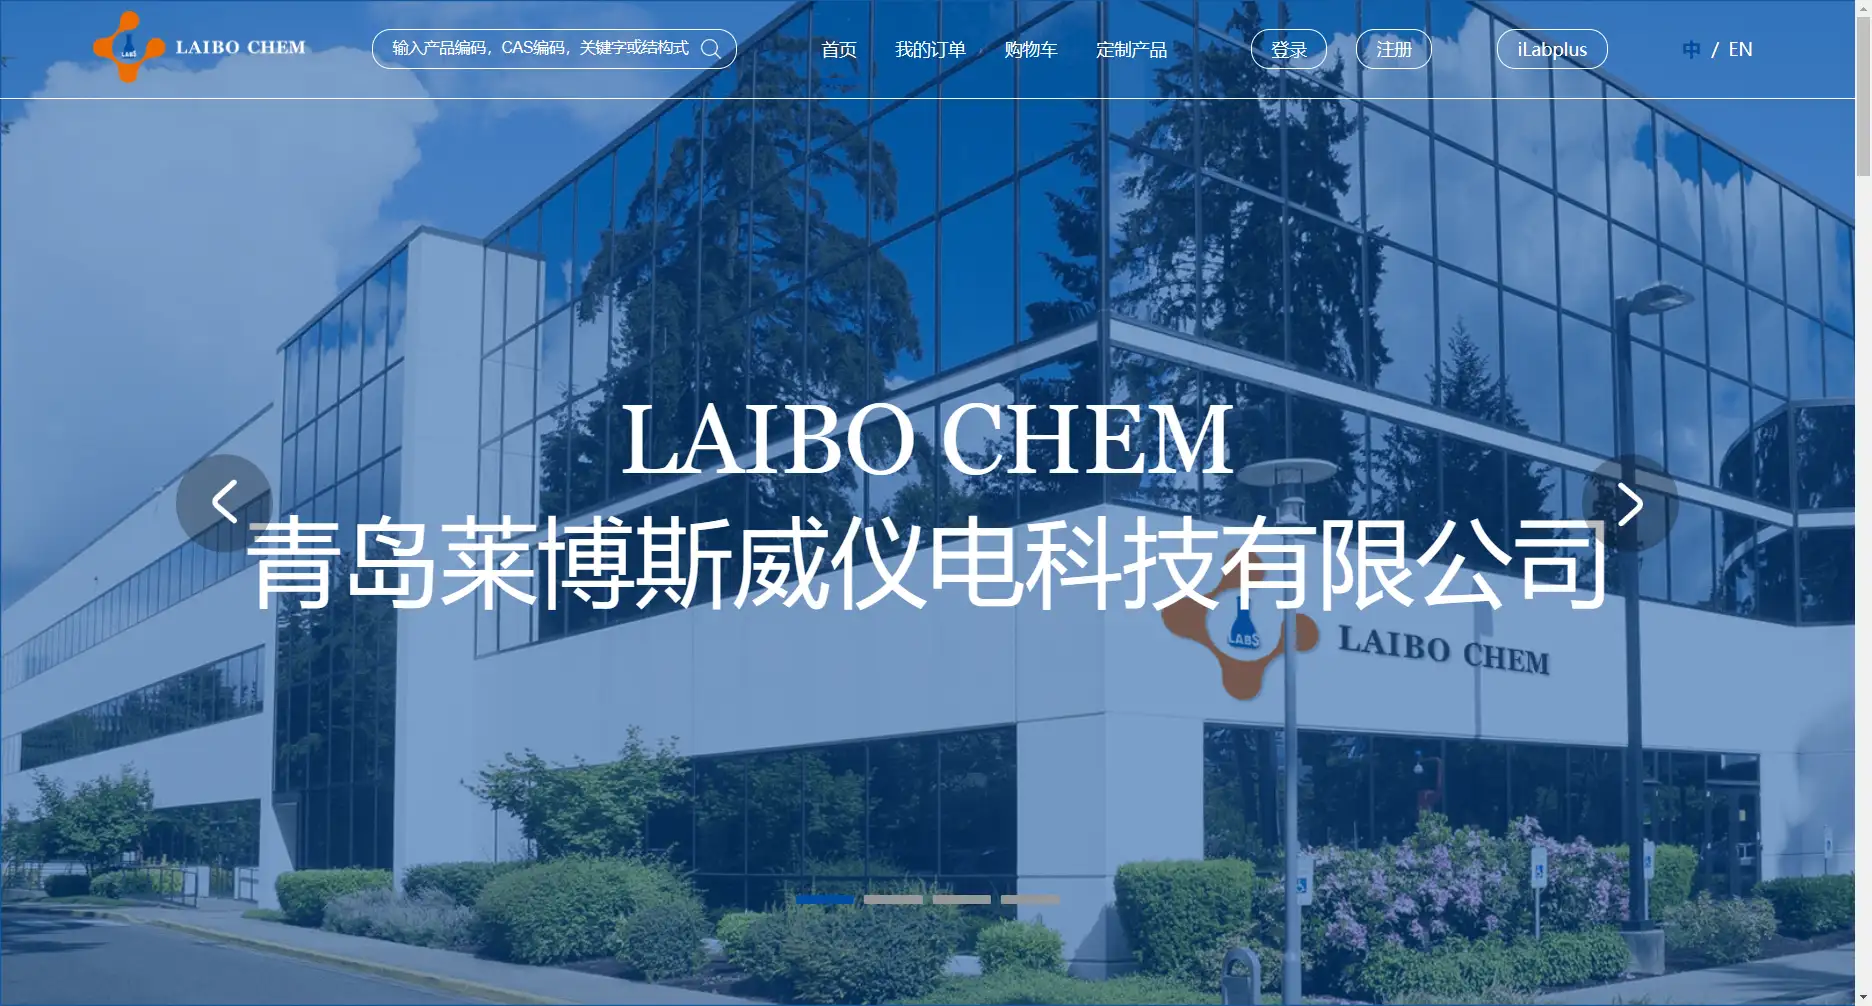 LABS
LAIBO CHEM
输入产品编码，CAS编码，关键字或结构式
首页
我的订单
购物车
定制产品
登录
注册
iLabplus
中 / EN
LAIBO CHEM
青岛莱博斯威仪电科技有限公司
LABS
LAIBO CHEM